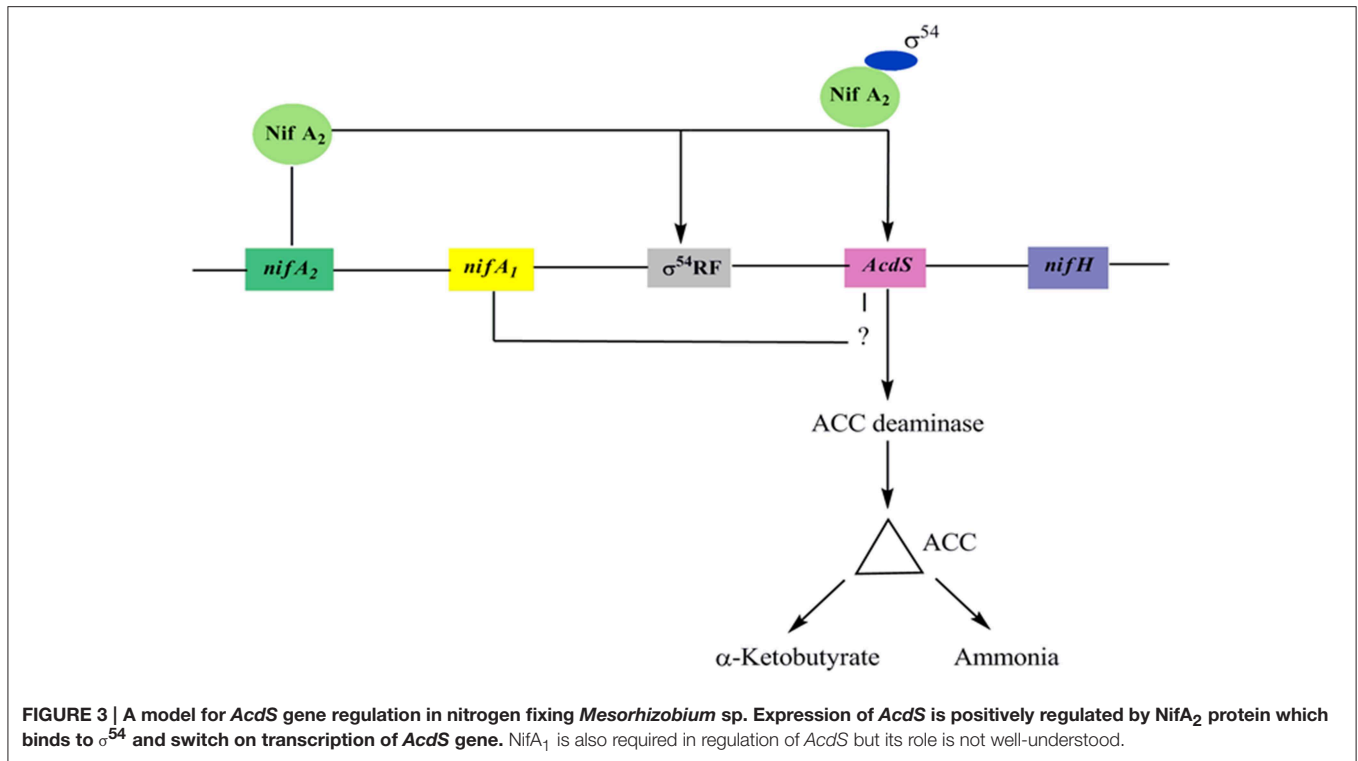 σ⁵⁴
Nif A₂
Nif A₂
nifA₂ nifA₁ σ⁵⁴RF AcdS nifH
?
ACC deaminase
ACC
α-Ketobutyrate Ammonia
FIGURE 3 | A model for AcdS gene regulation in nitrogen fixing Mesorhizobium sp. Expression of AcdS is positively regulated by NifA₂ protein which
binds to σ⁵⁴ and switch on transcription of AcdS gene. NifA₁ is also required in regulation of AcdS but its role is not well-understood.